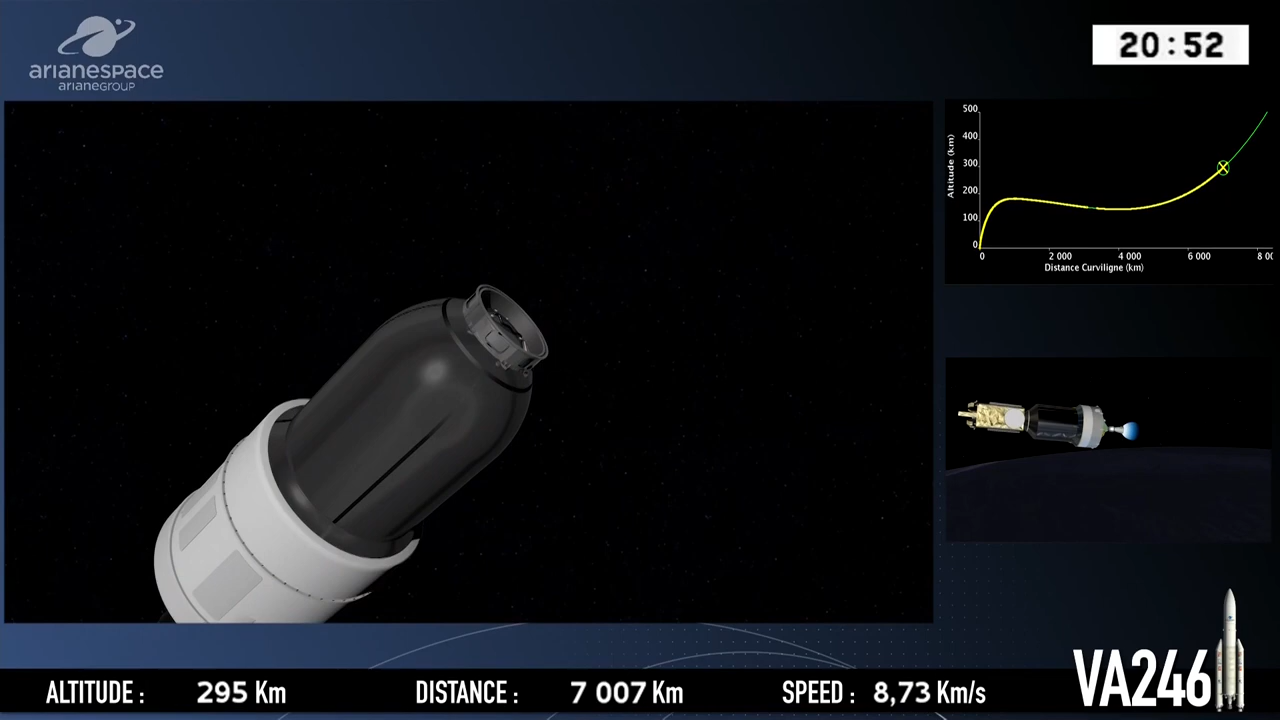 arianespace
arianeGROUP
20:52
500
400
300
200
100
0
Altitude (km)
0 2 000 4 000 6 000 8 00
Distance Curviligne (km)
ALTITUDE : 295 Km DISTANCE : 7 007 Km SPEED : 8,73 Km/s
VA246